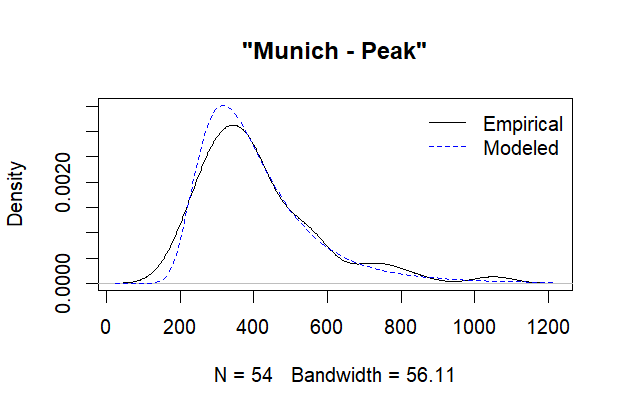 "Munich - Peak"
Empirical
Modeled
Density
0.0020
0.0000
0 200 400 600 800 1000 1200
N = 54 Bandwidth = 56.11